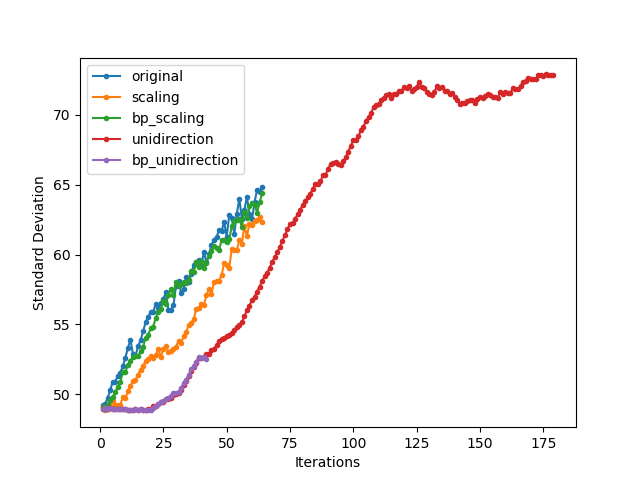 original
scaling
bp_scaling
unidirection
bp_unidirection
70
65
60
55
50
Standard Deviation
0 25 50 75 100 125 150 175
Iterations